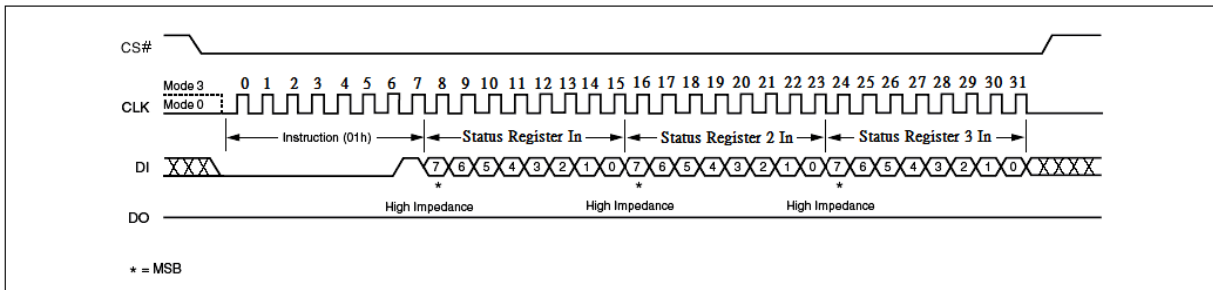 CS#
Mode 3
0 1 2 3 4 5 6 7 8 9 10 11 12 13 14 15 16 17 18 19 20 21 22 23 24 25 26 27 28 29 30 31
CLK
Mode 0
Instruction (01h) Status Register In Status Register 2 In Status Register 3 In
DI 7 6 5 4 3 2 1 0 7 6 5 4 3 2 1 0 7 6 5 4 3 2 1 0
* * *
High Impedance High Impedance High Impedance
DO
* = MSB